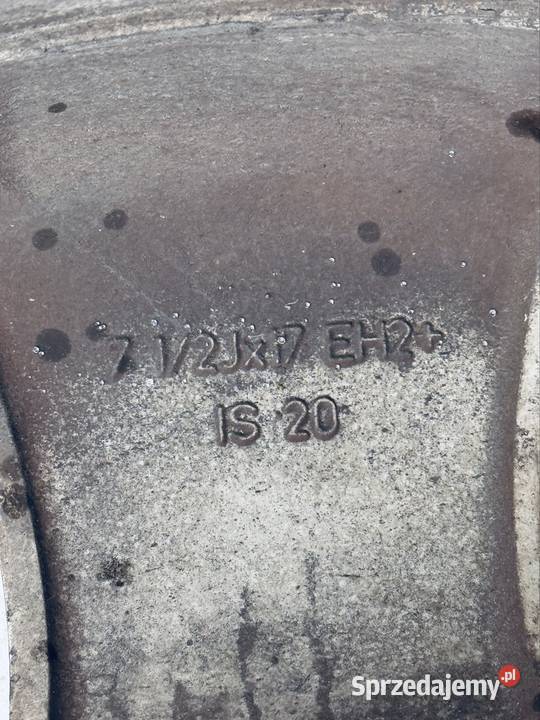 7 1/2Jx17 EH2+
IS 20
Sprzedajemy.pl